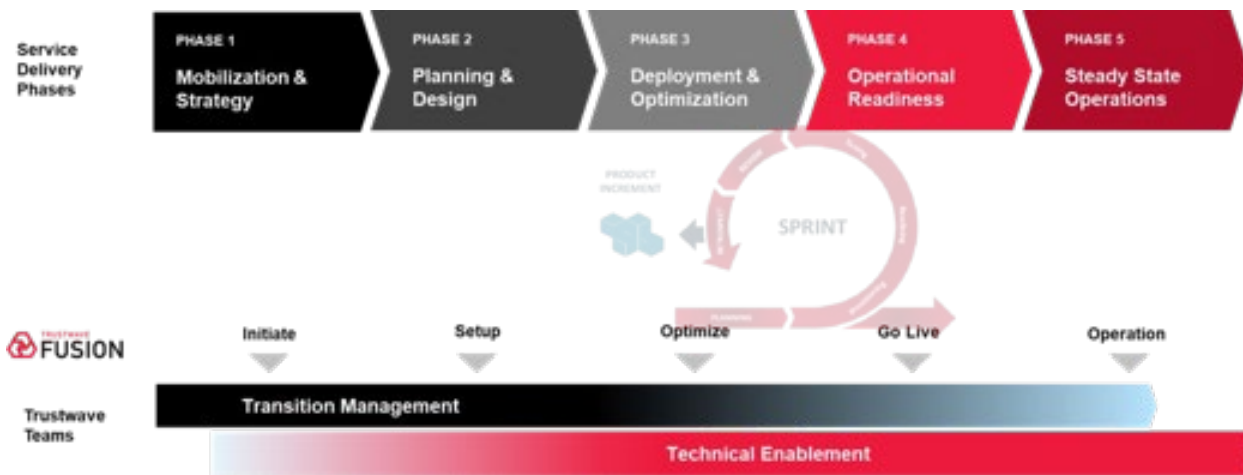 Service
Delivery
Phases
PHASE 1
Mobilization &
Strategy
PHASE 2
Planning &
Design
PHASE 3
Deployment &
Optimization
PHASE 4
Operational
Readiness
PHASE 5
Steady State
Operations
PRODUCT
INCREMENT
SPRINT
PLANNING
TRUSTWAVE
FUSION
Initiate
Setup
Optimize
Go Live
Operation
Trustwave
Teams
Transition Management
Technical Enablement